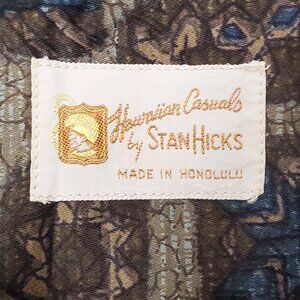 Hawaiian Casuals
by STAN HICKS
MADE IN HONOLULU